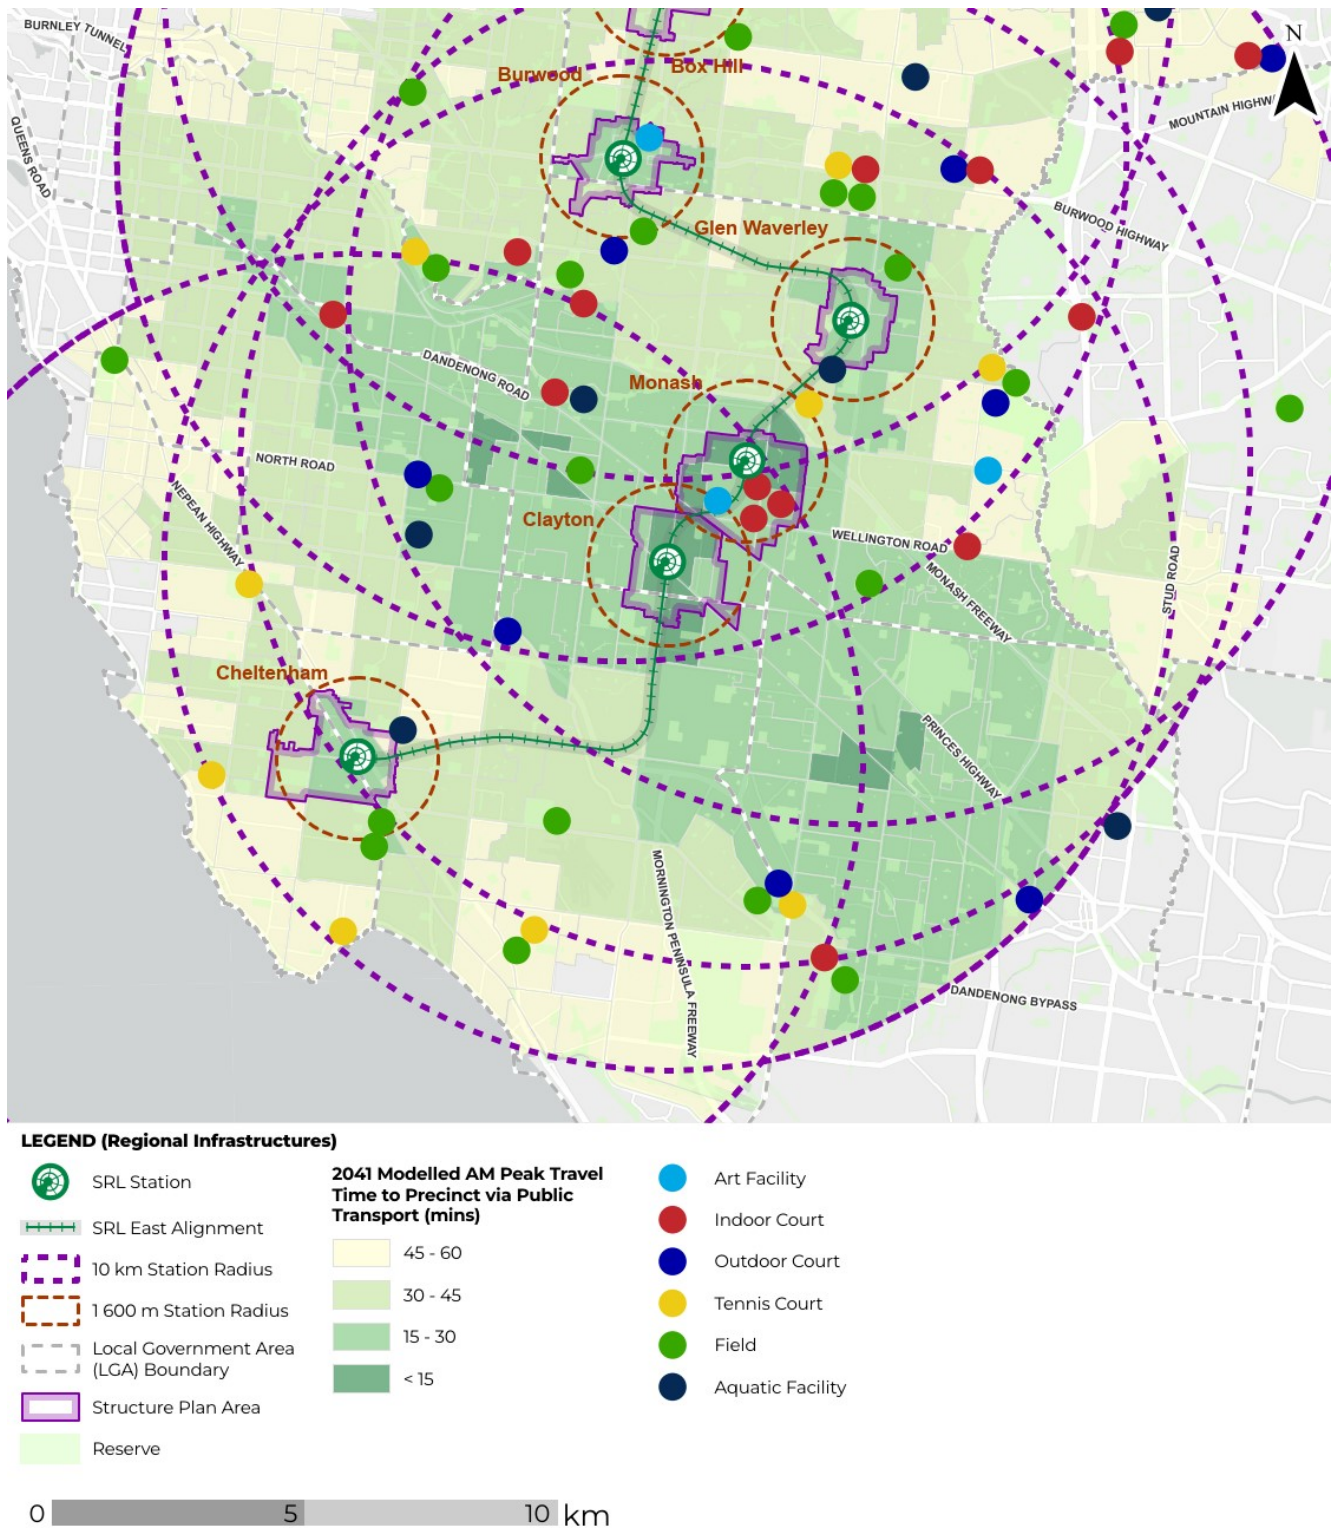 BURNLEY TUNNEL
N
Burwood
Box Hill
MOUNTAIN HIGHW
QUEENS ROAD
BURWOOD HIGHWAY
Glen Waverley
DANDENONG ROAD
Monash
NORTH ROAD
NEPEAN HIGHWAY
Clayton
WELLINGTON ROAD
MONASH FREEWAY
STUD ROAD
Cheltenham
PRINCES HIGHWAY
MORNINGTON PENINSULA FREEWAY
DANDENONG BYPASS
LEGEND (Regional Infrastructures)
SRL Station
SRL East Alignment
10 km Station Radius
1 600 m Station Radius
Local Government Area
(LGA) Boundary
Structure Plan Area
Reserve
2041 Modelled AM Peak Travel
Time to Precinct via Public
Transport (mins)
45 - 60
30 - 45
15 - 30
< 15
Art Facility
Indoor Court
Outdoor Court
Tennis Court
Field
Aquatic Facility
0 5 10 km